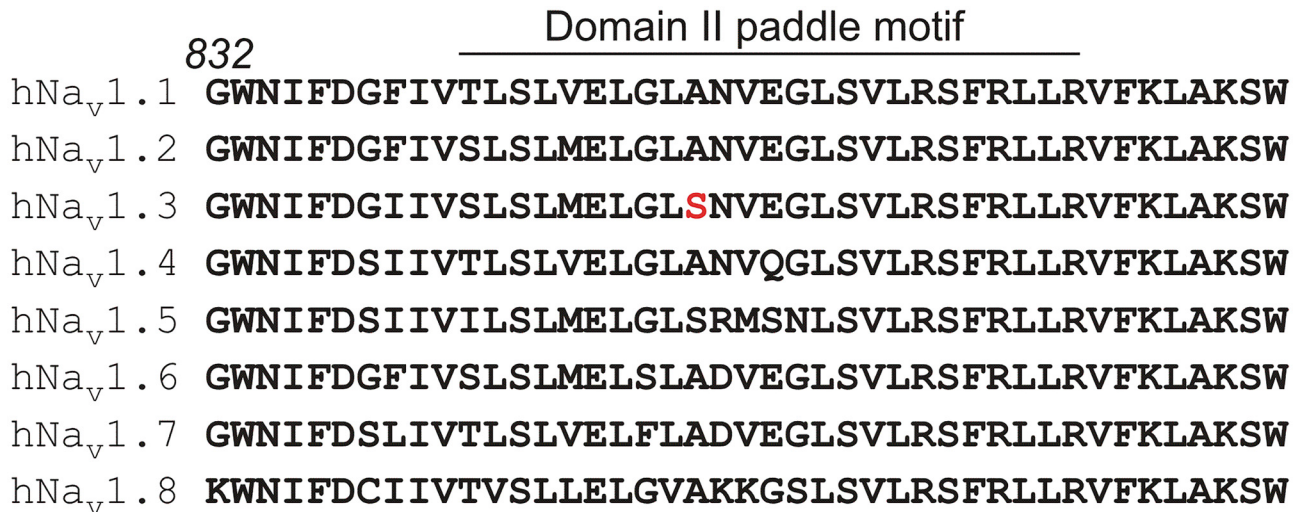 Domain II paddle motif
832
hNav1.1 GWNIFDGFIVTLSLVELGLANVEGLSVLRSFRLLRVFKLAKSW
hNav1.2 GWNIFDGFIVSLSLMELGLANVEGLSVLRSFRLLRVFKLAKSW
hNav1.3 GWNIFDGIIVSLSLMELGLSNVEGLSVLRSFRLLRVFKLAKSW
hNav1.4 GWNIFDSIIVTLSLVELGLANVQGLSVLRSFRLLRVFKLAKSW
hNav1.5 GWNIFDSIIVILSLMELGLSRMSNLSVLRSFRLLRVFKLAKSW
hNav1.6 GWNIFDGFIVSLSLMELSLADVEGLSVLRSFRLLRVFKLAKSW
hNav1.7 GWNIFDSLIVTLSLVELFLADVEGLSVLRSFRLLRVFKLAKSW
hNav1.8 KWNIFDCIIVTVSLLELGVAKKGSLSVLRSFRLLRVFKLAKSW